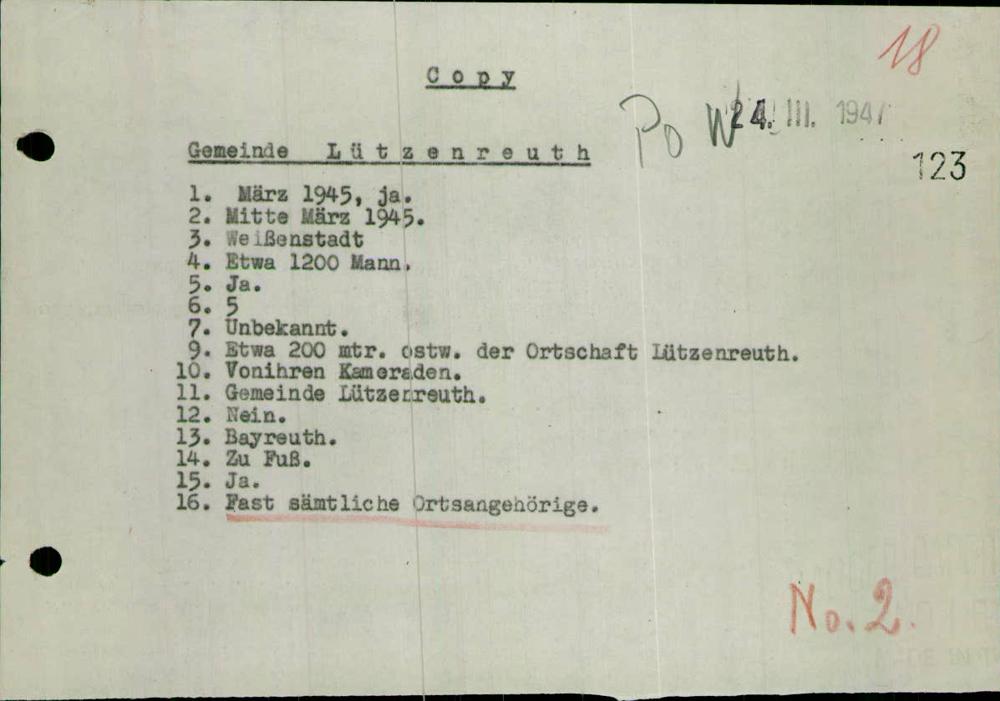 18
Copy
Po W 24. III. 1947
123
Gemeinde Lützenreuth
1. März 1945, ja.
2. Mitte März 1945.
3. Weißenstadt
4. Etwa 1200 Mann.
5. Ja.
6. 5
7. Unbekannt.
9. Etwa 200 mtr. ostw. der Ortschaft Lützenreuth.
10. Vonihren Kameraden.
11. Gemeinde Lützenreuth.
12. Nein.
13. Bayreuth.
14. Zu Fuß.
15. Ja.
16. Fast sämtliche Ortsangehörige.
No. 2.